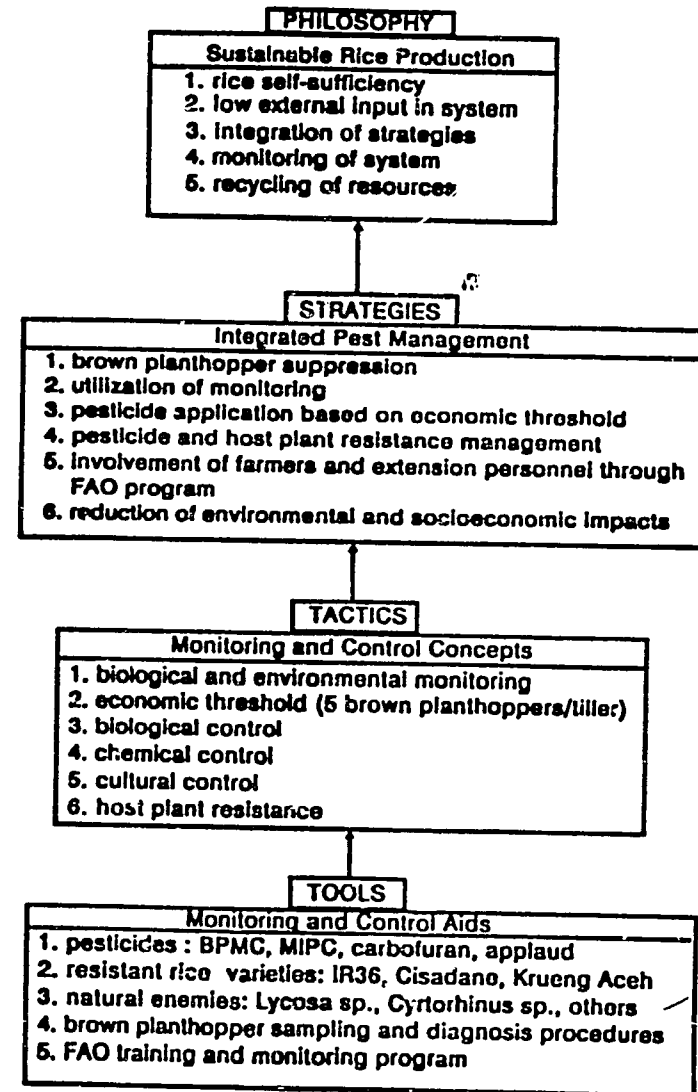 PHILOSOPHY
Sustainable Rice Production
1. rice self-sufficiency
2. low external input in system
3. integration of strategies
4. monitoring of system
5. recycling of resources
STRATEGIES
Integrated Pest Management
1. brown planthopper suppression
2. utilization of monitoring
3. pesticide application based on economic threshold
4. pesticide and host plant resistance management
5. involvement of farmers and extension personnel through
FAO program
6. reduction of environmental and socioeconomic impacts
TACTICS
Monitoring and Control Concepts
1. biological and environmental monitoring
2. economic threshold (5 brown planthoppers/tiller)
3. biological control
4. chemical control
5. cultural control
6. host plant resistance
TOOLS
Monitoring and Control Aids
1. pesticides : BPMC, MIPC, carbofuran, applaud
2. resistant rice varieties: IR36, Cisadano, Krueng Aceh
3. natural enemies: Lycosa sp., Cyrtorhinus sp., others
4. brown planthopper sampling and diagnosis procedures
5. FAO training and monitoring program